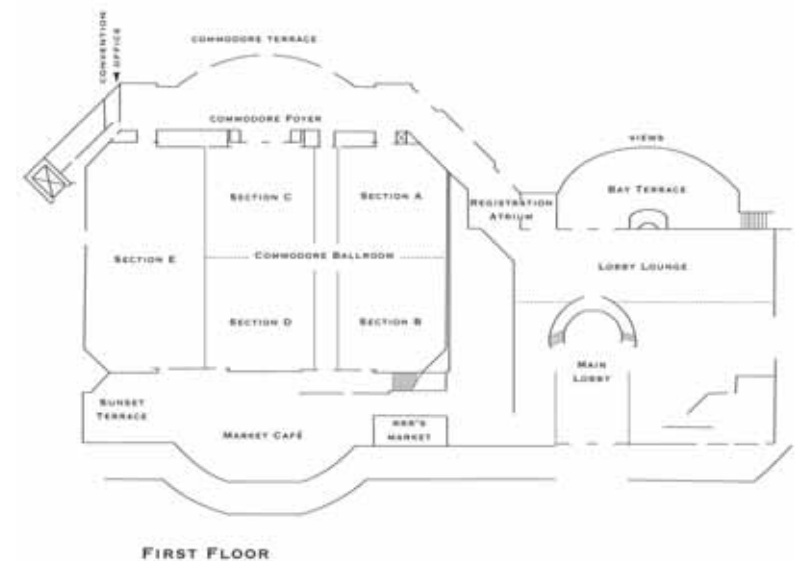 COMMODORE TERRACE
CONVENTION
OFFICE
COMMODORE FOYER
VIEWS
SECTION C
SECTION A
BAY TERRACE
REGISTRATION
ATRIUM
SECTION E
COMMODORE BALLROOM
LOBBY LOUNGE
SECTION D
SECTION B
MAIN
LOBBY
SUNSET
TERRACE
MARKET CAFÉ
MARKET
FIRST FLOOR